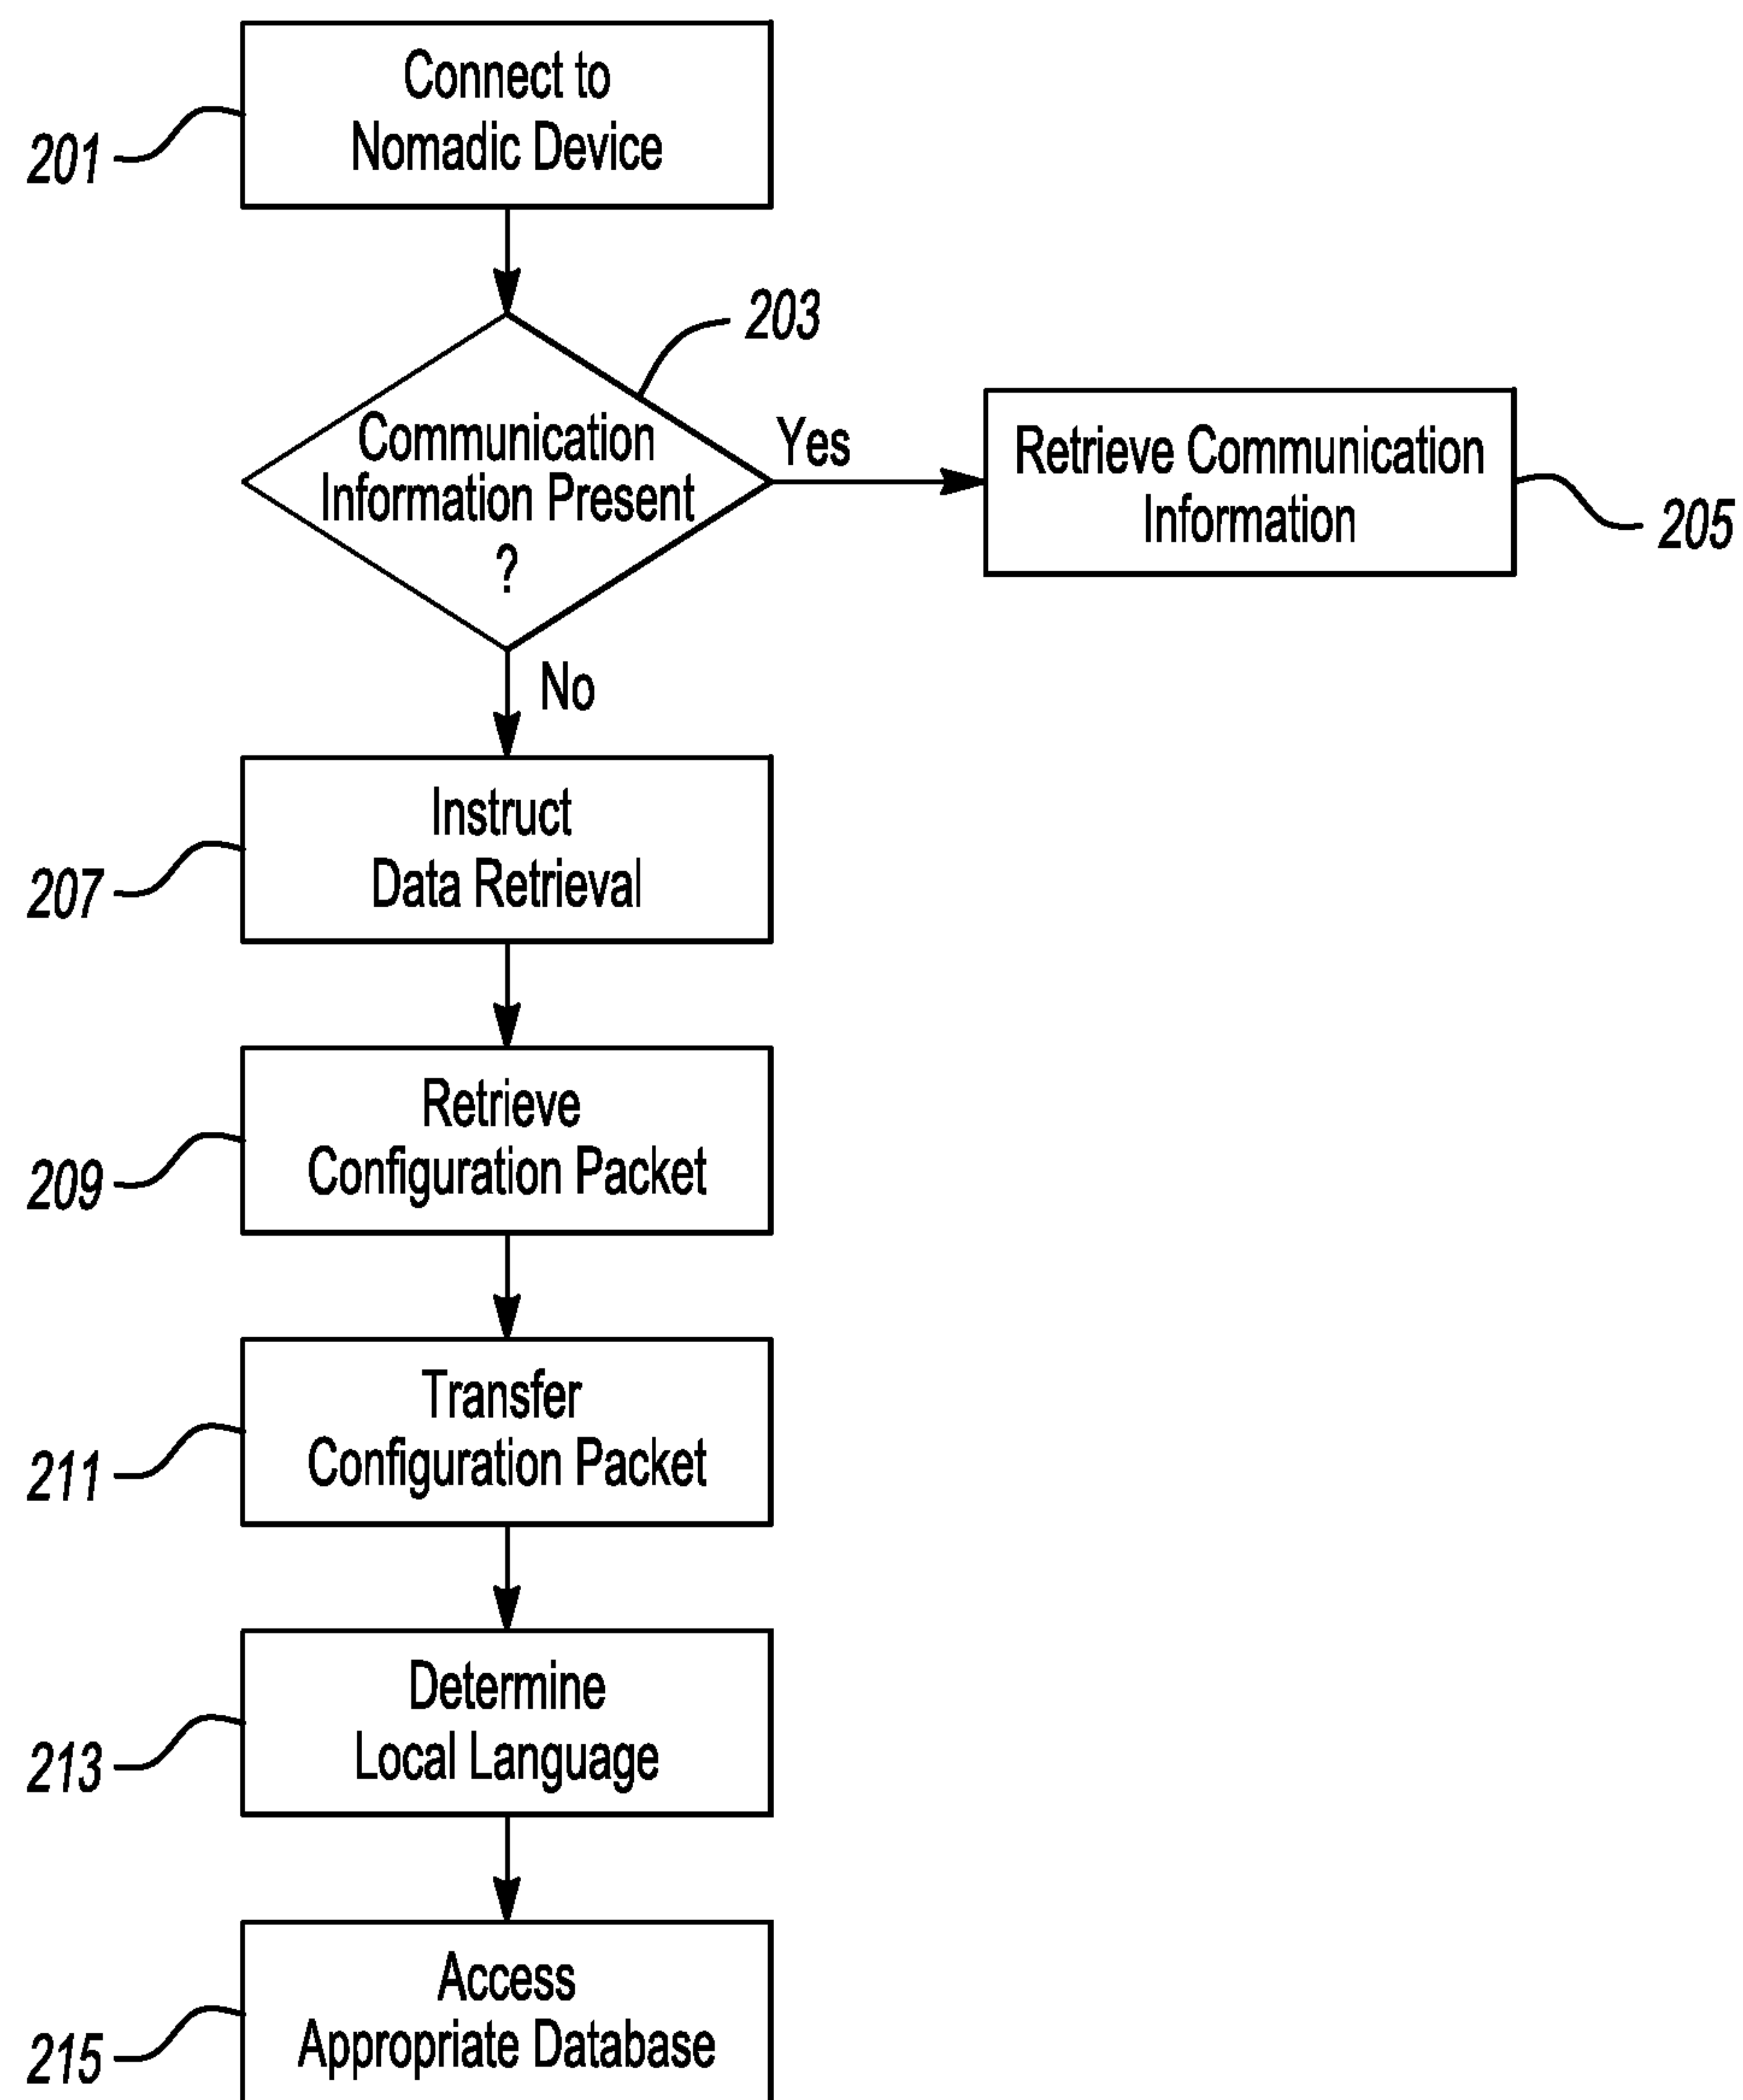 Connect to
Nomadic Device
201
203
Communication
Information Present
?
Yes
Retrieve Communication
Information
205
No
Instruct
Data Retrieval
207
Retrieve
Configuration Packet
209
Transfer
Configuration Packet
211
Determine
Local Language
213
Access
Appropriate Database
215